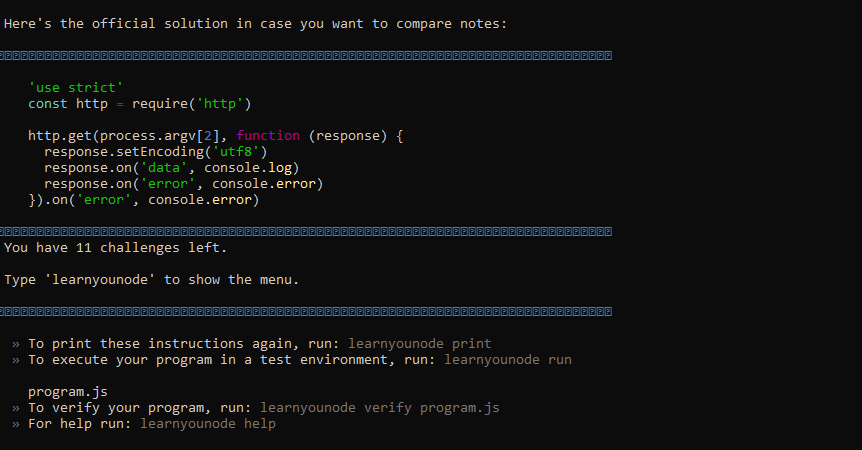 Here's the official solution in case you want to compare notes:
'use strict'
const http = require('http')
http.get(process.argv[2], function (response) {
response.setEncoding('utf8')
response.on('data', console.log)
response.on('error', console.error)
}).on('error', console.error)
You have 11 challenges left.
Type 'learnyounode' to show the menu.
» To print these instructions again, run: learnyounode print
» To execute your program in a test environment, run: learnyounode run
program.js
» To verify your program, run: learnyounode verify program.js
» For help run: learnyounode help